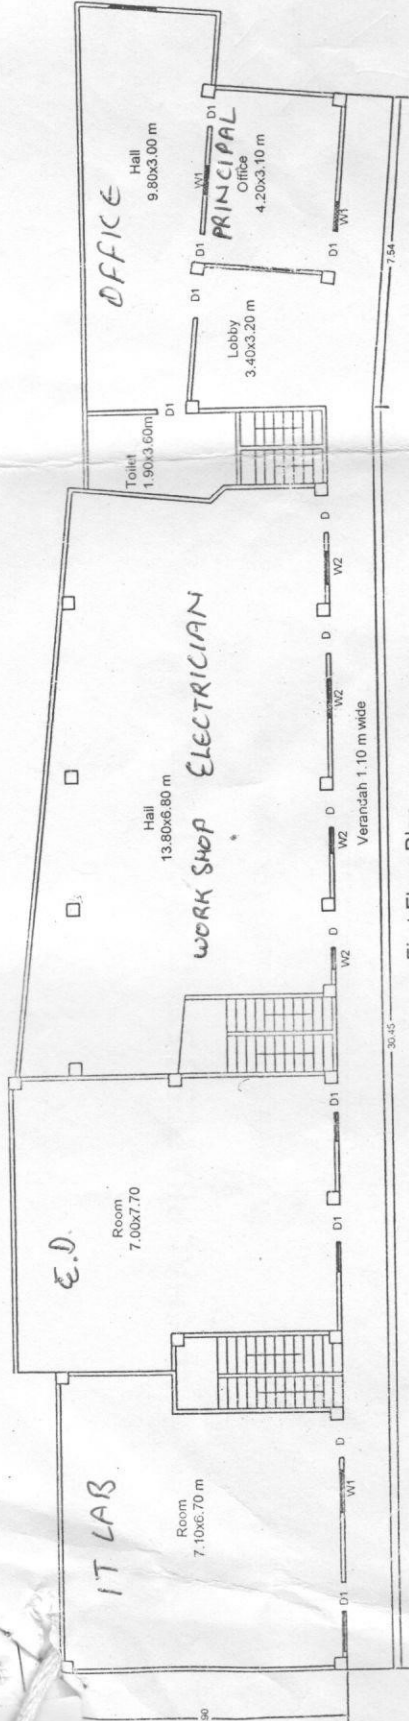 OFFICE
Hall
9.80x3.00 m
D1
W1
D1
PRINCIPAL
Office
4.20x3.10 m
D1
W1
D1
Lobby
3.40x3.20 m
D1
Toilet
1.90x3.60m
7.54
Hall
13.80x6.80 m
WORK SHOP ELECTRICIAN
D
W2
D
W2
D
W2
D
W2
Verandah 1.10 m wide
30.45
E.D.
Room
7.00x7.70
D1
D1
IT LAB
Room
7.10x6.70 m
D
W1
D1
90